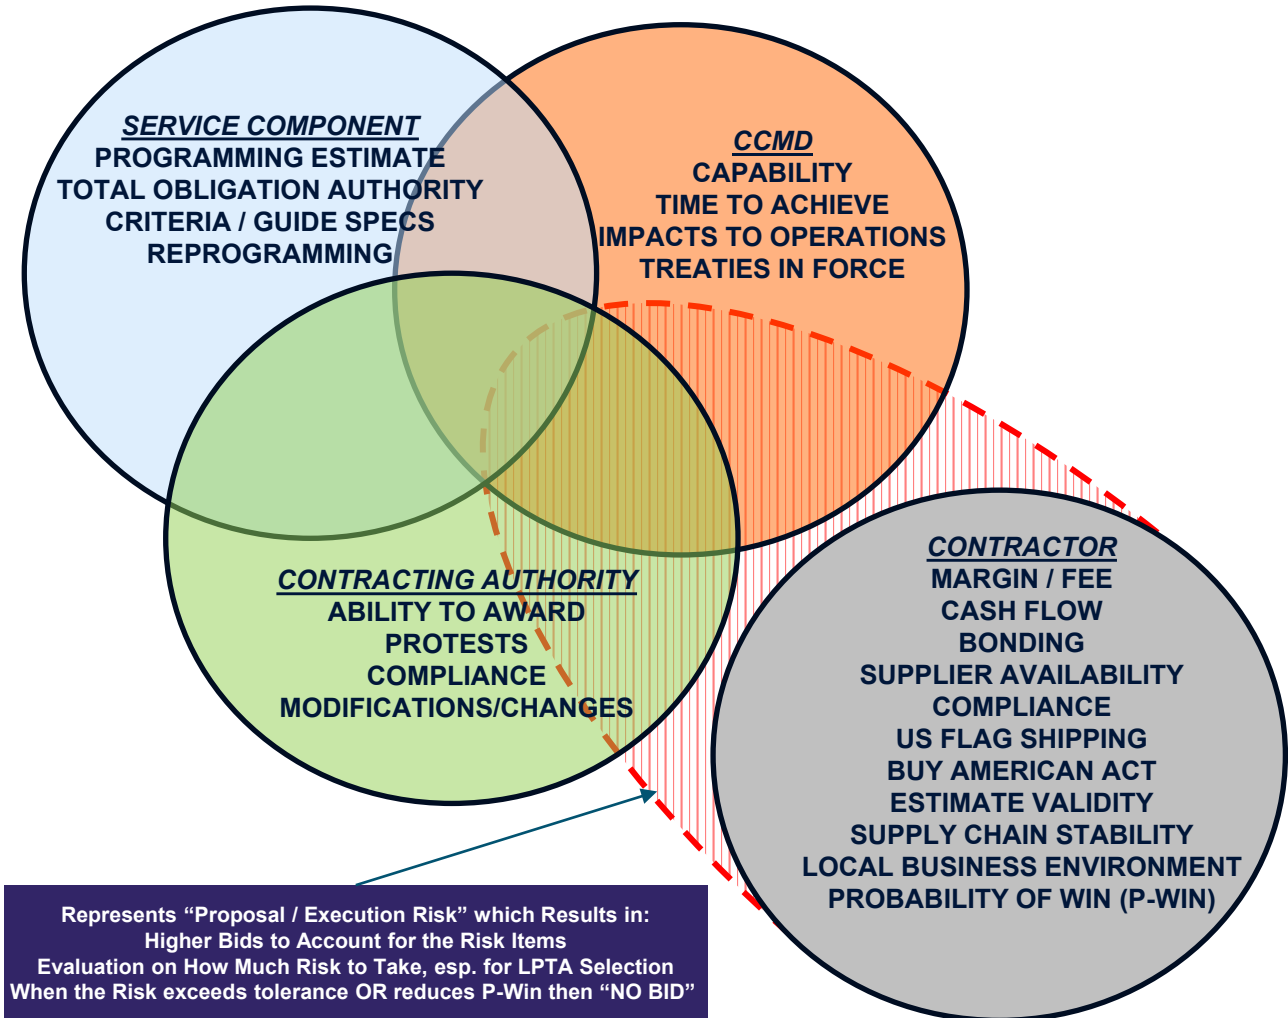 SERVICE COMPONENT
PROGRAMMING ESTIMATE
TOTAL OBLIGATION AUTHORITY
CRITERIA / GUIDE SPECS
REPROGRAMMING
CCMD
CAPABILITY
TIME TO ACHIEVE
IMPACTS TO OPERATIONS
TREATIES IN FORCE
CONTRACTING AUTHORITY
ABILITY TO AWARD
PROTESTS
COMPLIANCE
MODIFICATIONS/CHANGES
CONTRACTOR
MARGIN / FEE
CASH FLOW
BONDING
SUPPLIER AVAILABILITY
COMPLIANCE
US FLAG SHIPPING
BUY AMERICAN ACT
ESTIMATE VALIDITY
SUPPLY CHAIN STABILITY
LOCAL BUSINESS ENVIRONMENT
PROBABILITY OF WIN (P-WIN)
Represents “Proposal / Execution Risk” which Results in:
Higher Bids to Account for the Risk Items
Evaluation on How Much Risk to Take, esp. for LPTA Selection
When the Risk exceeds tolerance OR reduces P-Win then “NO BID”